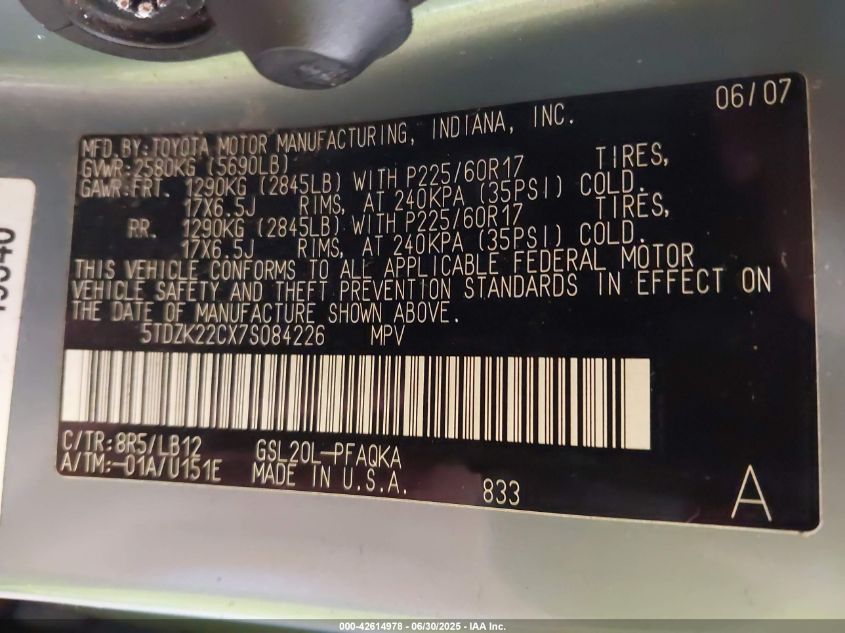 06/07
MFD. BY: TOYOTA MOTOR MANUFACTURING, INDIANA, INC.
GVWR: 2580KG (5690LB)
GAWR: FRT. 1290KG (2845LB) WITH P225/60R17 TIRES,
17X6.5J RIMS, AT 240KPA (35PSI) COLD.
RR. 1290KG (2845LB) WITH P225/60R17 TIRES,
17X6.5J RIMS, AT 240KPA (35PSI) COLD.
THIS VEHICLE CONFORMS TO ALL APPLICABLE FEDERAL MOTOR
VEHICLE SAFETY AND THEFT PREVENTION STANDARDS IN EFFECT ON
THE DATE OF MANUFACTURE SHOWN ABOVE.
5TDZK22CX7S084226 MPV
C/TR: 8R5/LB12 GSL20L-PFAQKA
A/TM: -01A/U151E MADE IN U.S.A. 833 A
000-42614978 - 06/30/2025 - IAA Inc.